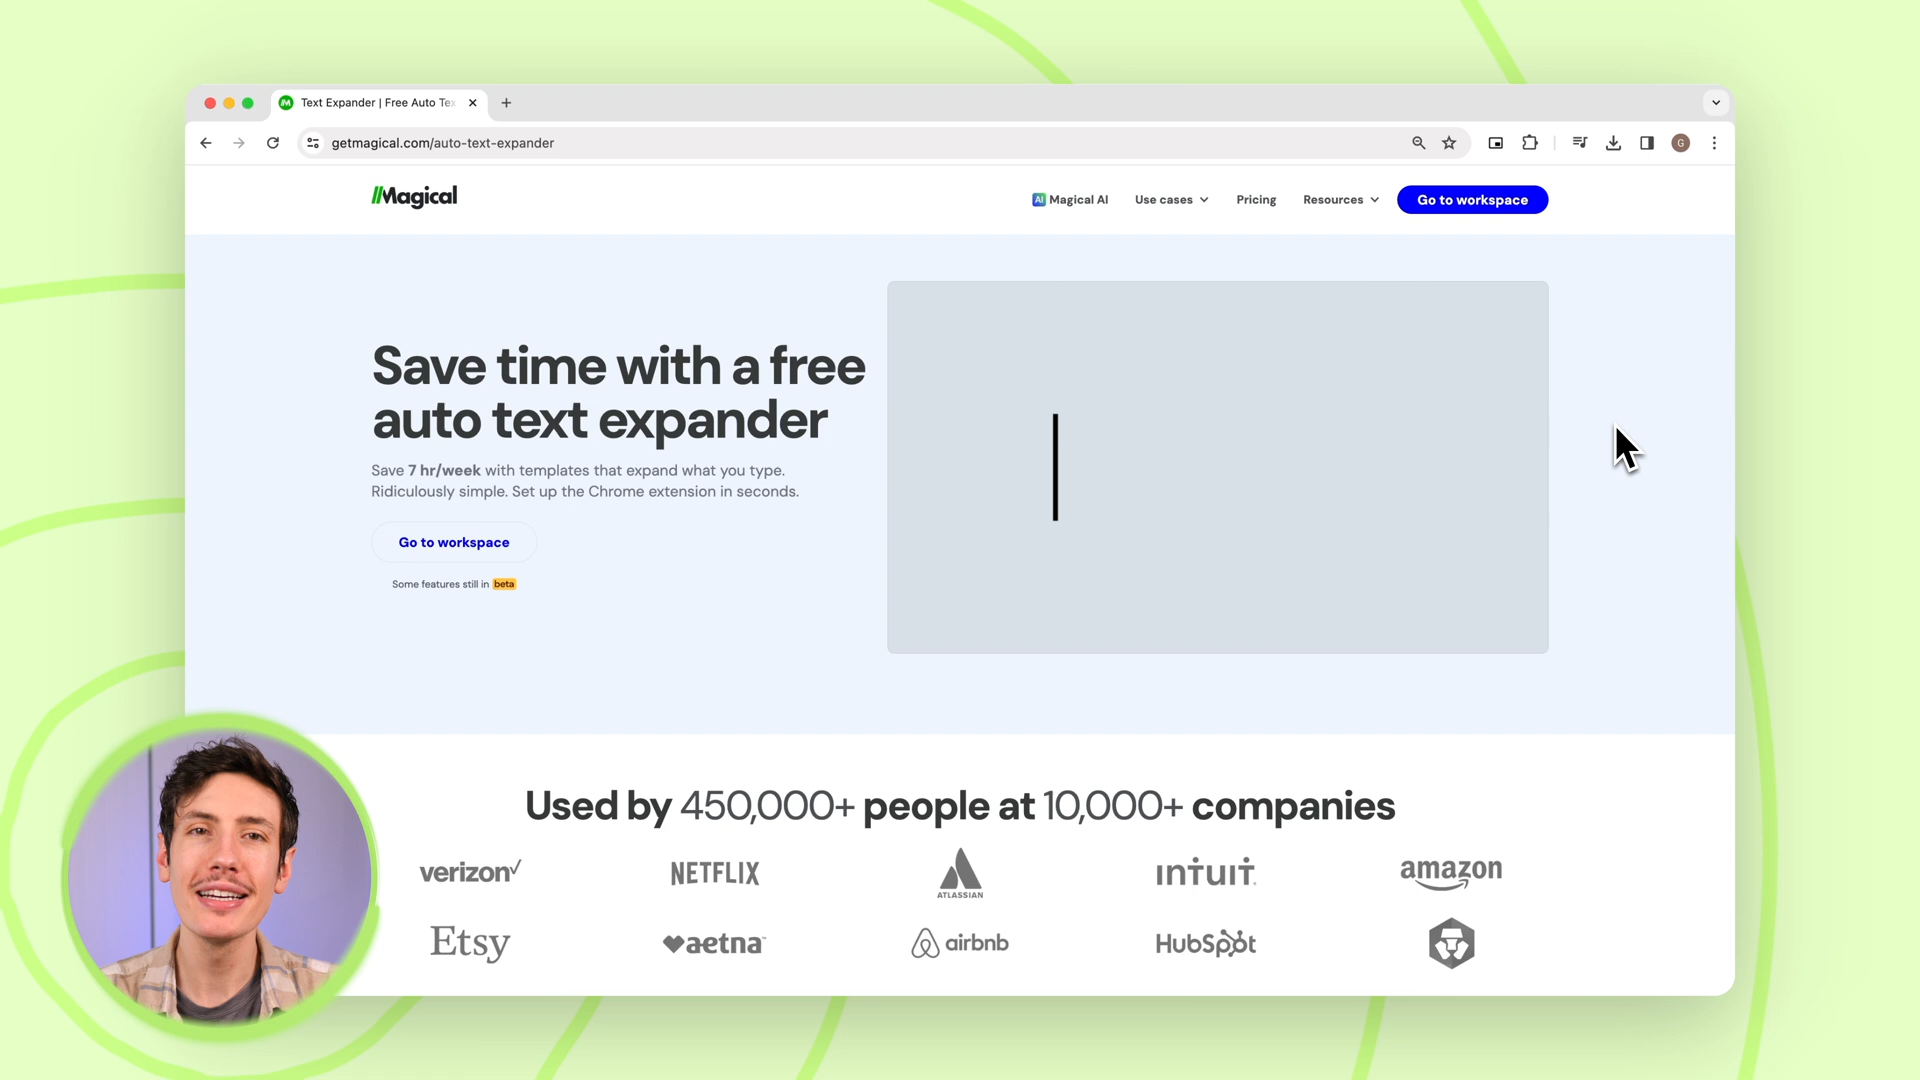 Text Expander | Free Auto Tex
getmagical.com/auto-text-expander
G
Magical
AI Magical AI
Use cases
Pricing
Resources
Go to workspace
Save time with a free
auto text expander
Save 7 hr/week with templates that expand what you type.
Ridiculously simple. Set up the Chrome extension in seconds.
Go to workspace
Some features still in beta
Used by 450,000+ people at 10,000+ companies
verizon
NETFLIX
ATLASSIAN
intuit
amazon
Etsy
aetna
airbnb
HubSpot